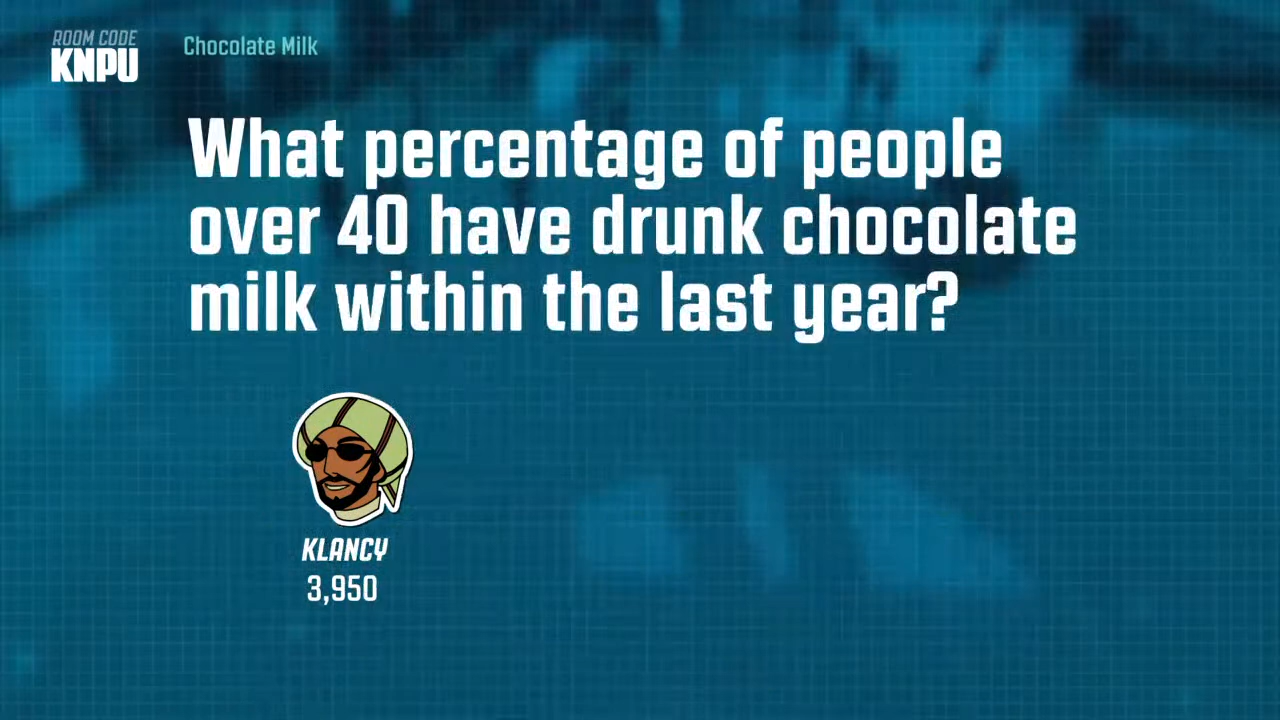 ROOM CODE
KNPU
Chocolate Milk
What percentage of people
over 40 have drunk chocolate
milk within the last year?
KLANCY
3,950